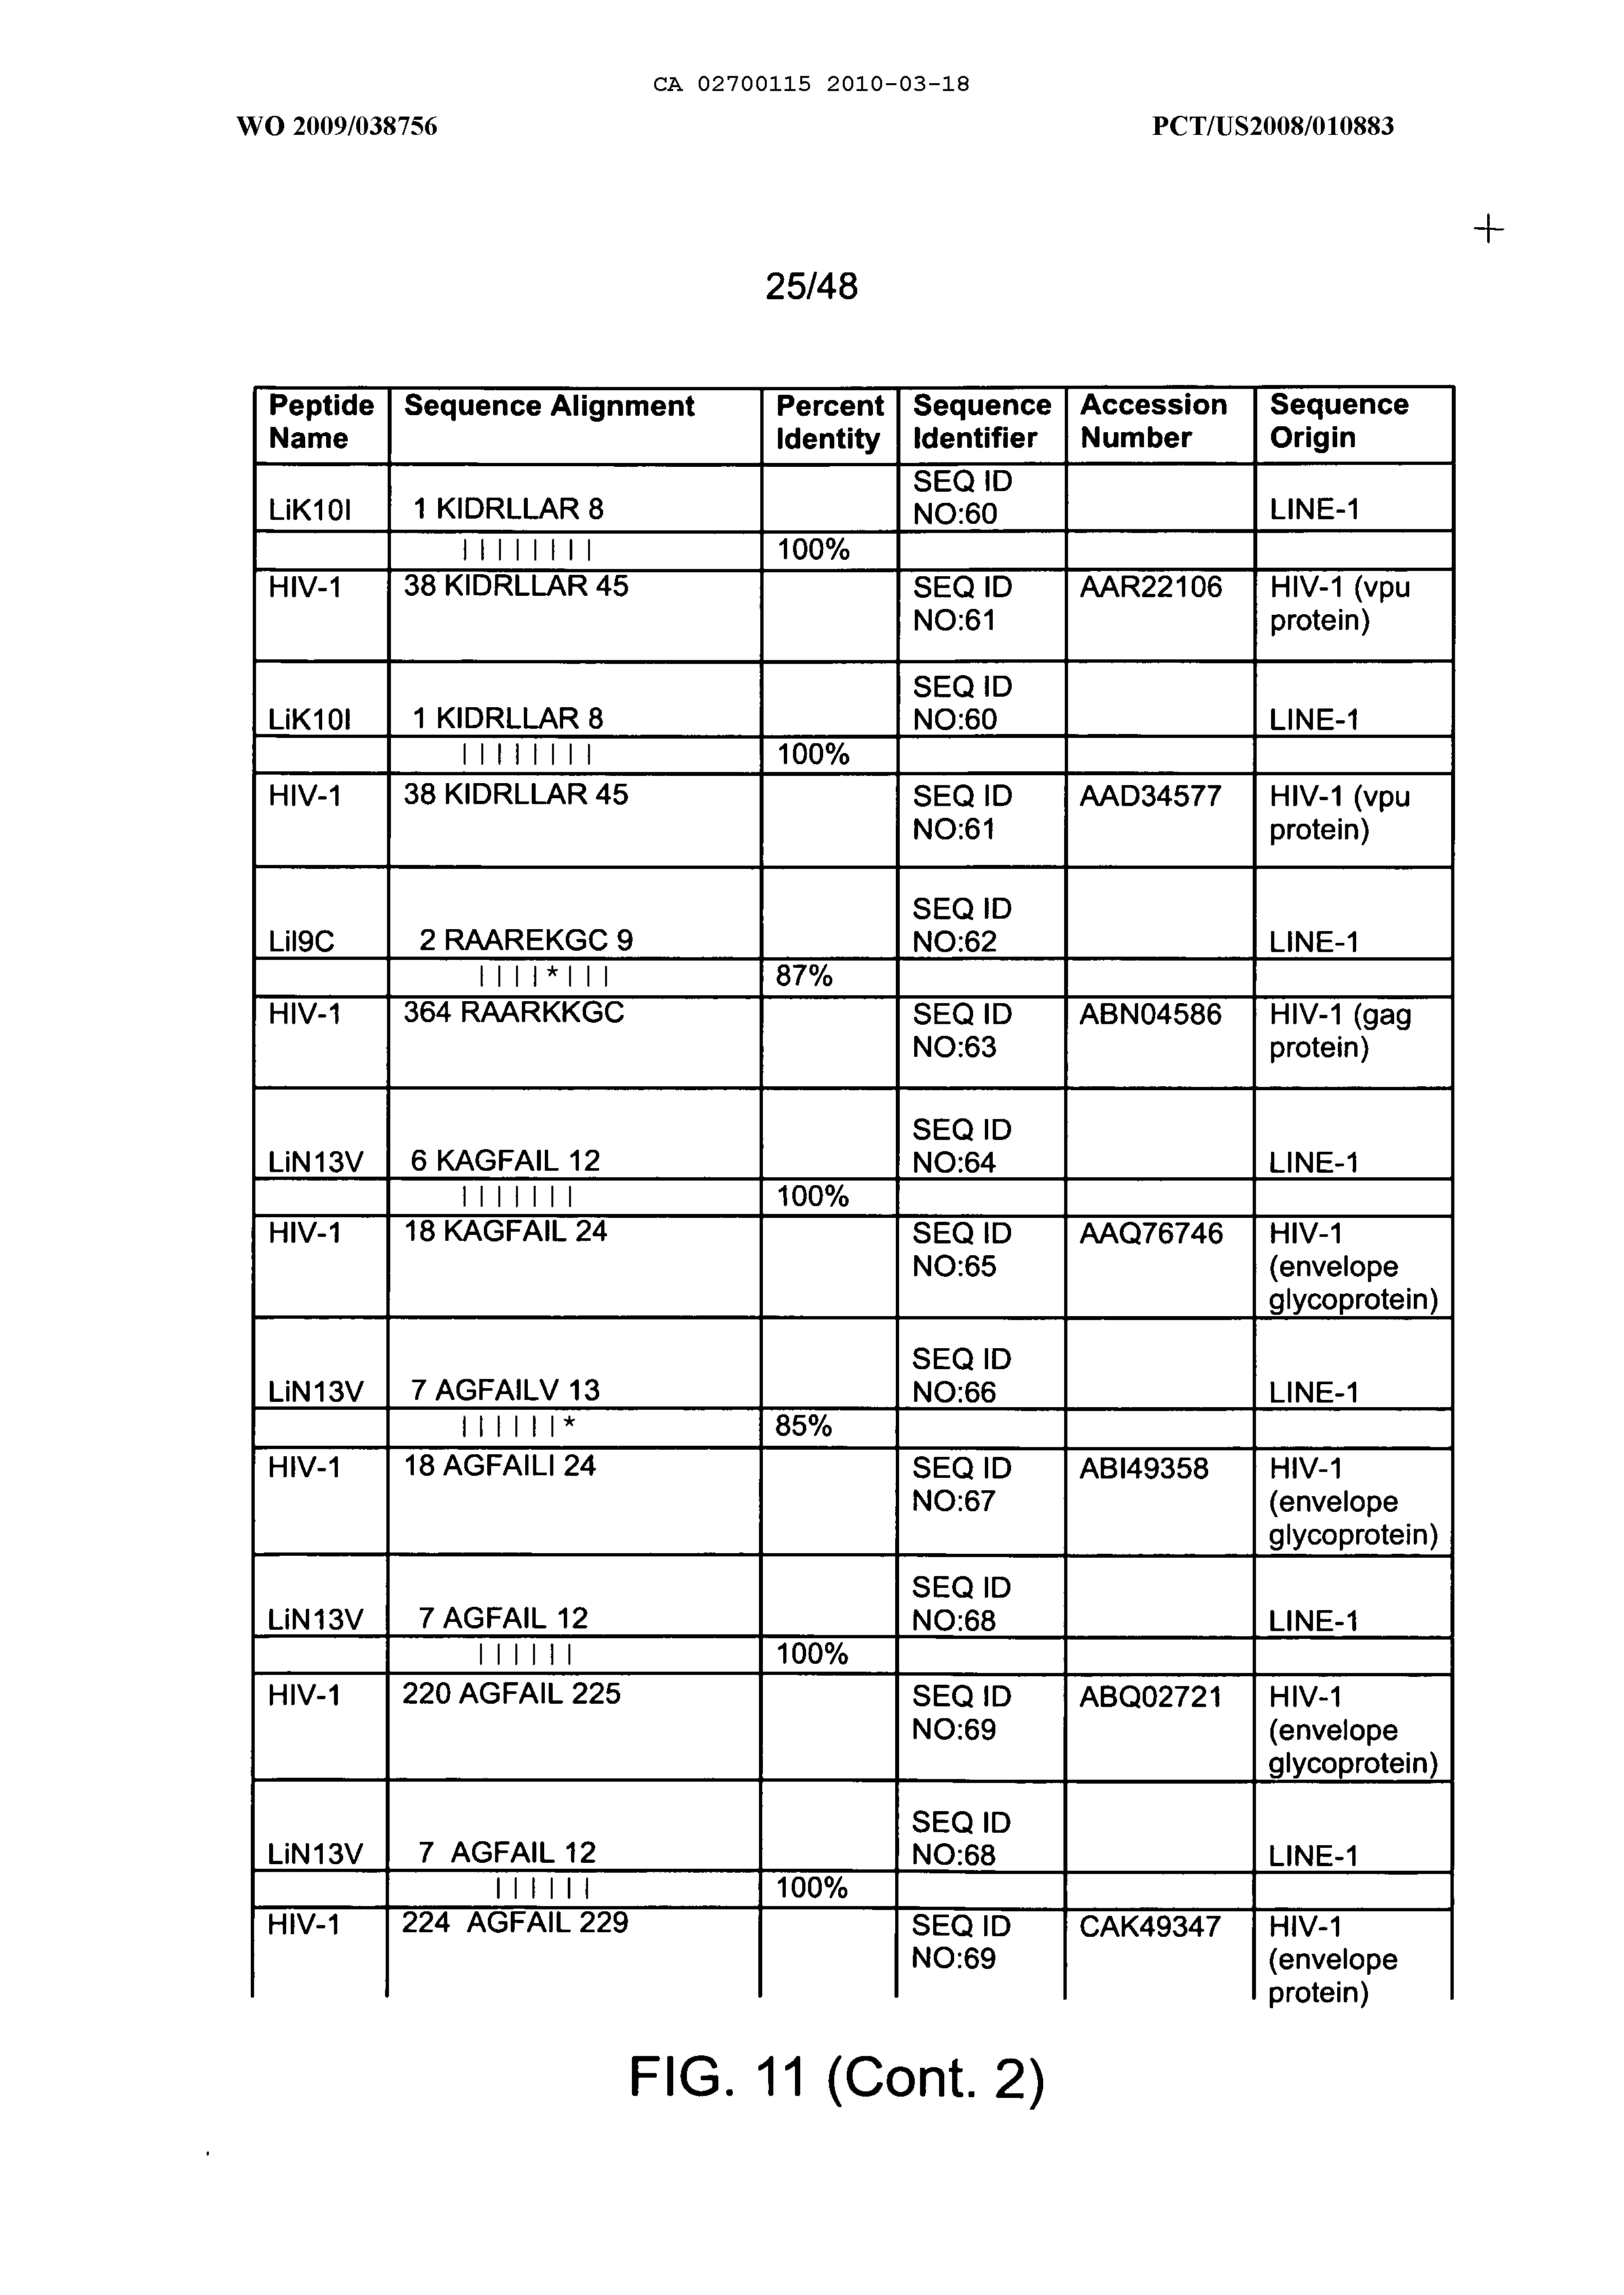 CA 02700115 2010-03-18
WO 2009/038756 PCT/US2008/010883
+
25/48
Peptide Name Sequence Alignment Percent Identity Sequence Identifier Accession Number Sequence Origin
LiK10I 1 KIDRLLAR 8 SEQ ID NO:60 LINE-1
| | | | | | | | 100%
HIV-1 38 KIDRLLAR 45 SEQ ID NO:61 AAR22106 HIV-1 (vpu protein)
LiK10I 1 KIDRLLAR 8 SEQ ID NO:60 LINE-1
| | | | | | | | 100%
HIV-1 38 KIDRLLAR 45 SEQ ID NO:61 AAD34577 HIV-1 (vpu protein)
LiI9C 2 RAAREKGC 9 SEQ ID NO:62 LINE-1
| | | | * | | | 87%
HIV-1 364 RAARKKGC SEQ ID NO:63 ABN04586 HIV-1 (gag protein)
LiN13V 6 KAGFAIL 12 SEQ ID NO:64 LINE-1
| | | | | | | 100%
HIV-1 18 KAGFAIL 24 SEQ ID NO:65 AAQ76746 HIV-1 (envelope glycoprotein)
LiN13V 7 AGFAILV 13 SEQ ID NO:66 LINE-1
| | | | | | * 85%
HIV-1 18 AGFAILI 24 SEQ ID NO:67 ABI49358 HIV-1 (envelope glycoprotein)
LiN13V 7 AGFAIL 12 SEQ ID NO:68 LINE-1
| | | | | | 100%
HIV-1 220 AGFAIL 225 SEQ ID NO:69 ABQ02721 HIV-1 (envelope glycoprotein)
LiN13V 7 AGFAIL 12 SEQ ID NO:68 LINE-1
| | | | | | 100%
HIV-1 224 AGFAIL 229 SEQ ID NO:69 CAK49347 HIV-1 (envelope protein)
FIG. 11 (Cont. 2)